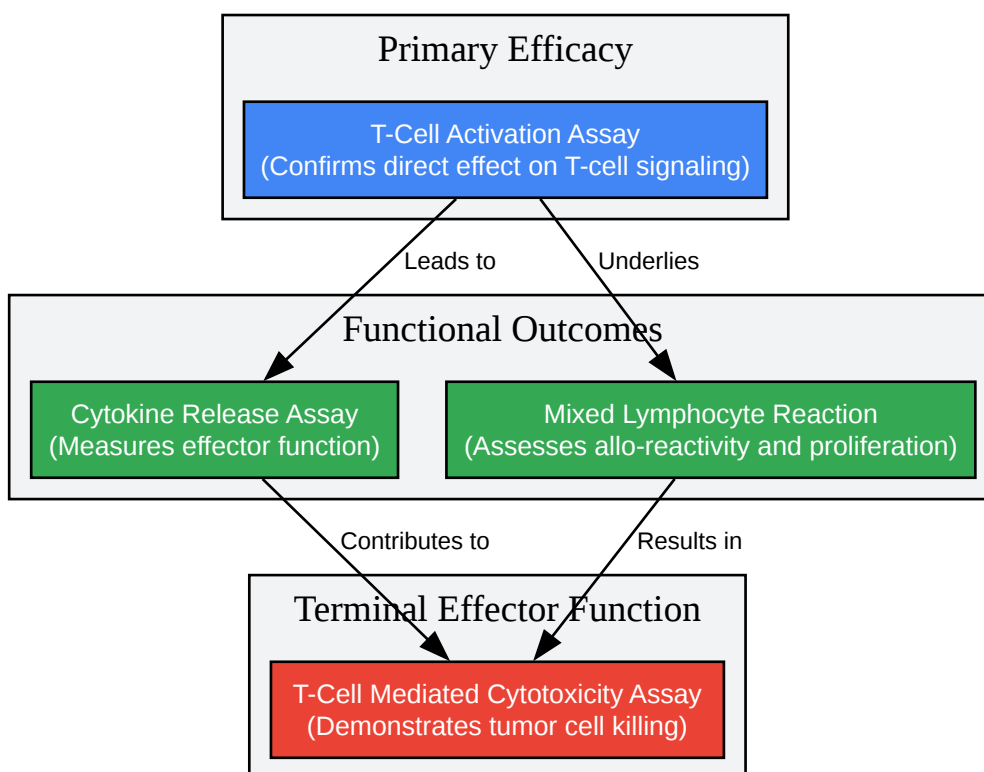 Primary Efficacy
T-Cell Activation Assay
(Confirms direct effect on T-cell signaling)
Leads to
Underlies
Functional Outcomes
Cytokine Release Assay
(Measures effector function)
Mixed Lymphocyte Reaction
(Assesses allo-reactivity and proliferation)
Contributes to
Results in
Terminal Effector Function
T-Cell Mediated Cytotoxicity Assay
(Demonstrates tumor cell killing)